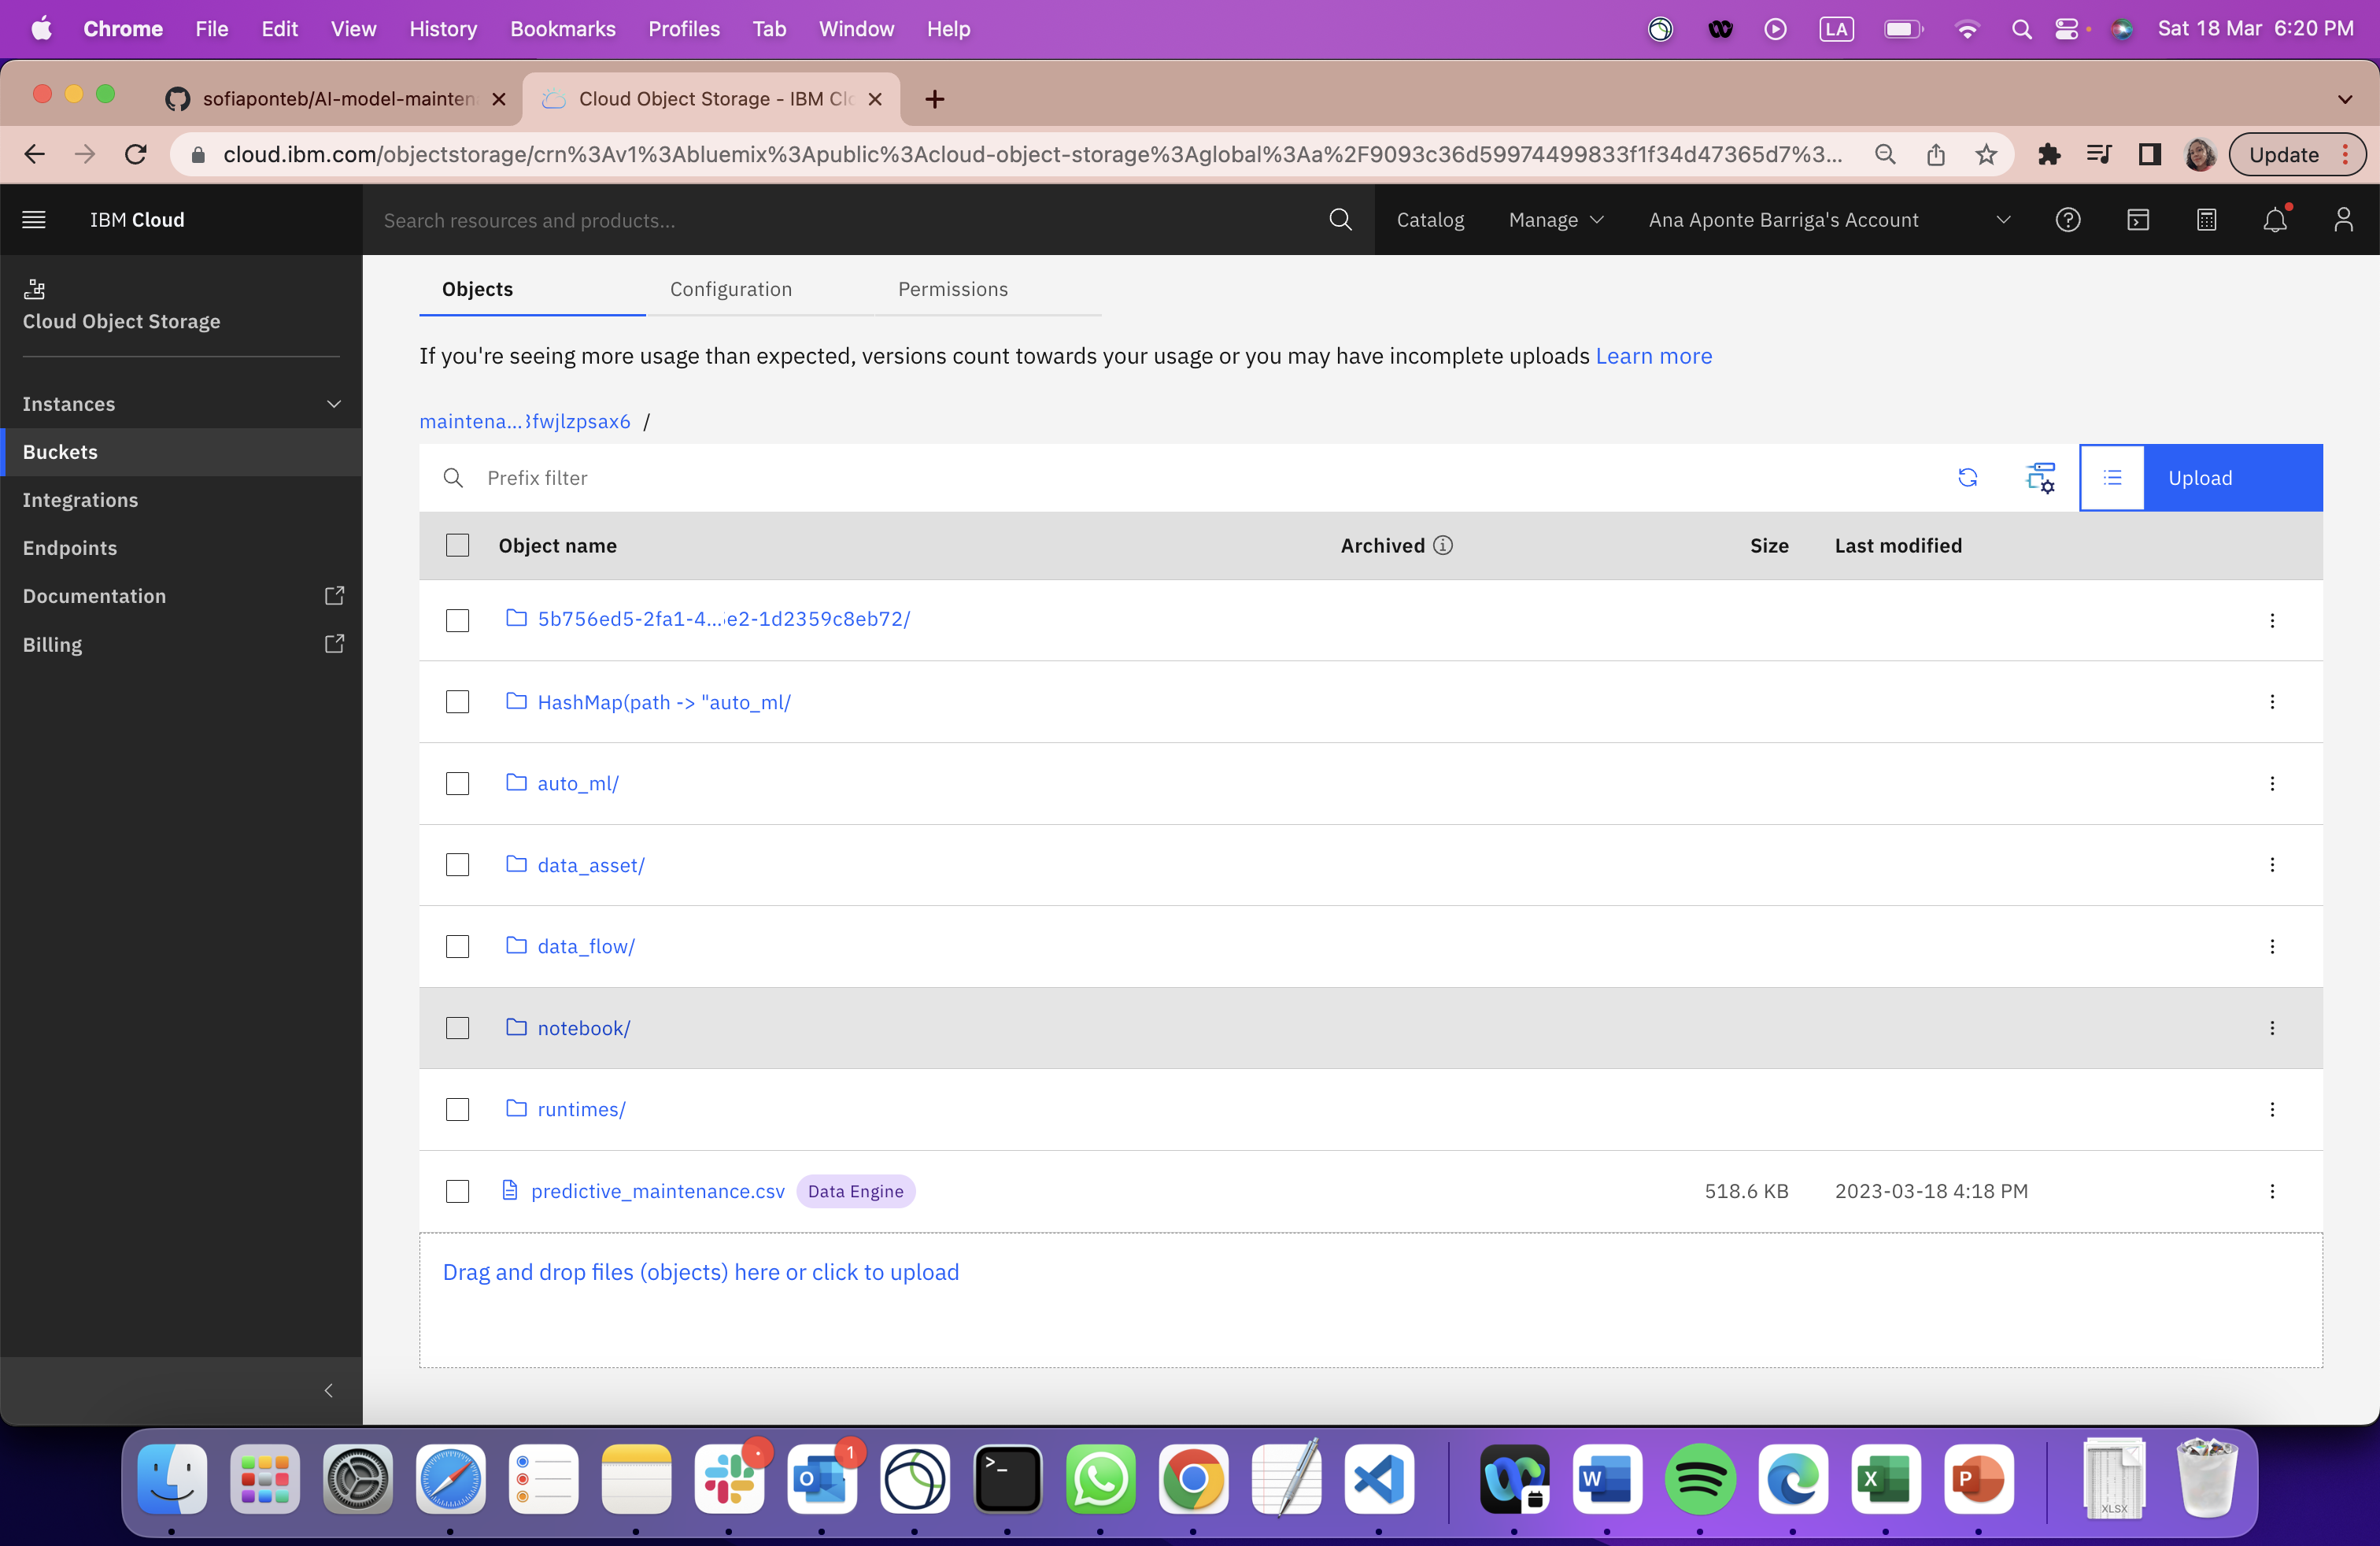 Chrome File Edit View History Bookmarks Profiles Tab Window Help LA Sat 18 Mar 6:20 PM
sofiaponteb/AI-model-mainten Cloud Object Storage - IBM Clo
cloud.ibm.com/objectstorage/crn%3Av1%3Abluemix%3Apublic%3Acloud-object-storage%3Aglobal%3Aa%2F9093c36d59974499833f1f34d47365d7%3... Update
IBM Cloud Search resources and products... Catalog Manage Ana Aponte Barriga's Account
Cloud Object Storage
Instances
Buckets
Integrations
Endpoints
Documentation
Billing
Objects Configuration Permissions
If you're seeing more usage than expected, versions count towards your usage or you may have incomplete uploads Learn more
maintena...3fwjlzpsax6 /
Prefix filter Upload
Object name Archived Size Last modified
5b756ed5-2fa1-4...e2-1d2359c8eb72/
HashMap(path -> "auto_ml/
auto_ml/
data_asset/
data_flow/
notebook/
runtimes/
predictive_maintenance.csv Data Engine 518.6 KB 2023-03-18 4:18 PM
Drag and drop files (objects) here or click to upload
1
XLSX